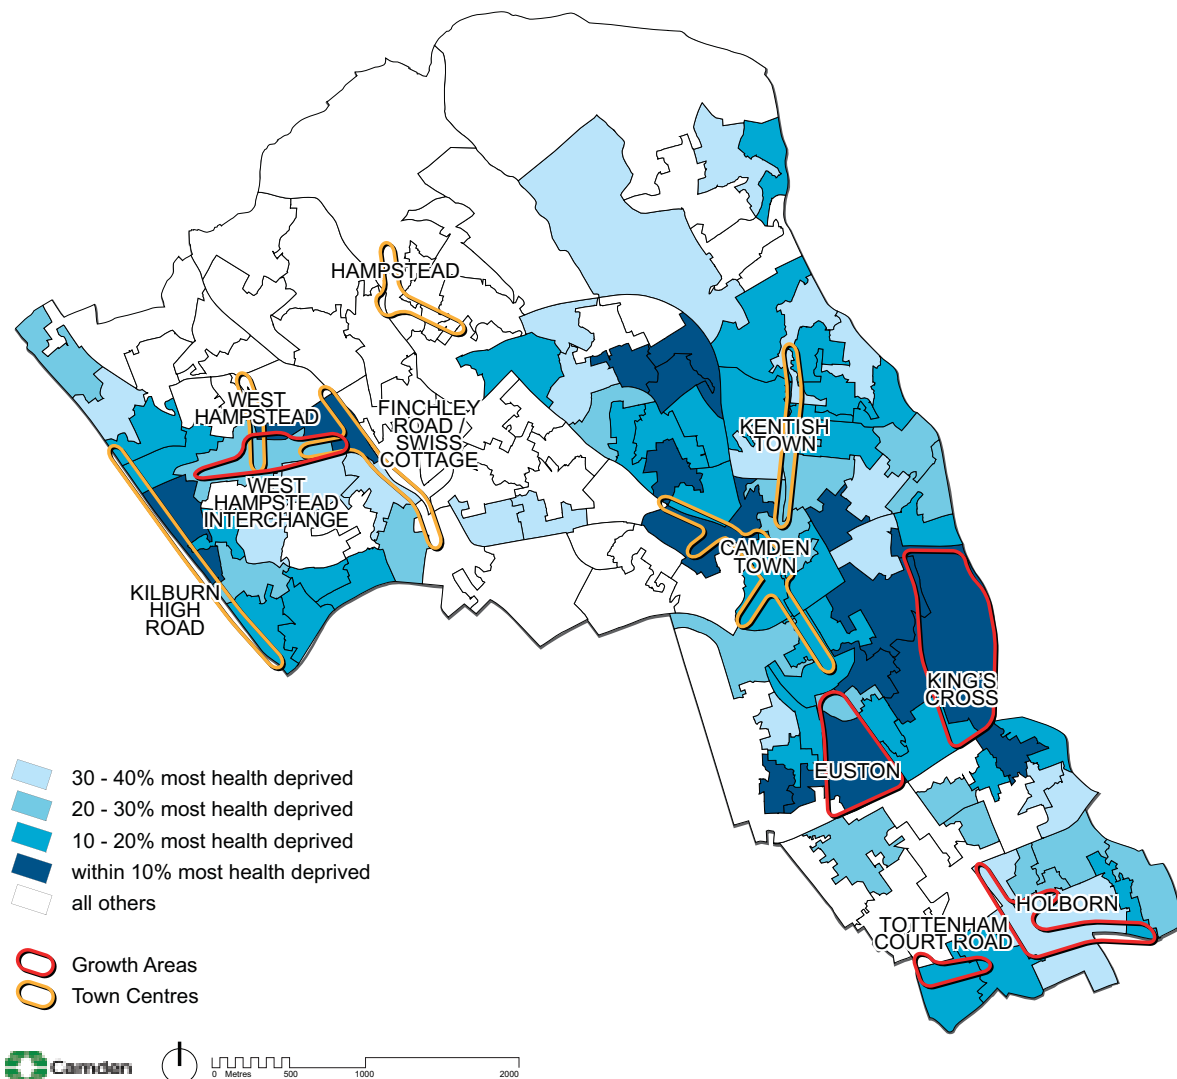 HAMPSTEAD
WEST
HAMPSTEAD
FINCHLEY
ROAD /
SWISS
COTTAGE
KENTISH
TOWN
WEST
HAMPSTEAD
INTERCHANGE
CAMDEN
TOWN
KILBURN
HIGH
ROAD
KING'S
CROSS
EUSTON
HOLBORN
TOTTENHAM
COURT ROAD
30 - 40% most health deprived
20 - 30% most health deprived
10 - 20% most health deprived
within 10% most health deprived
all others
Growth Areas
Town Centres
Camden
0 Metres 500 1000 2000